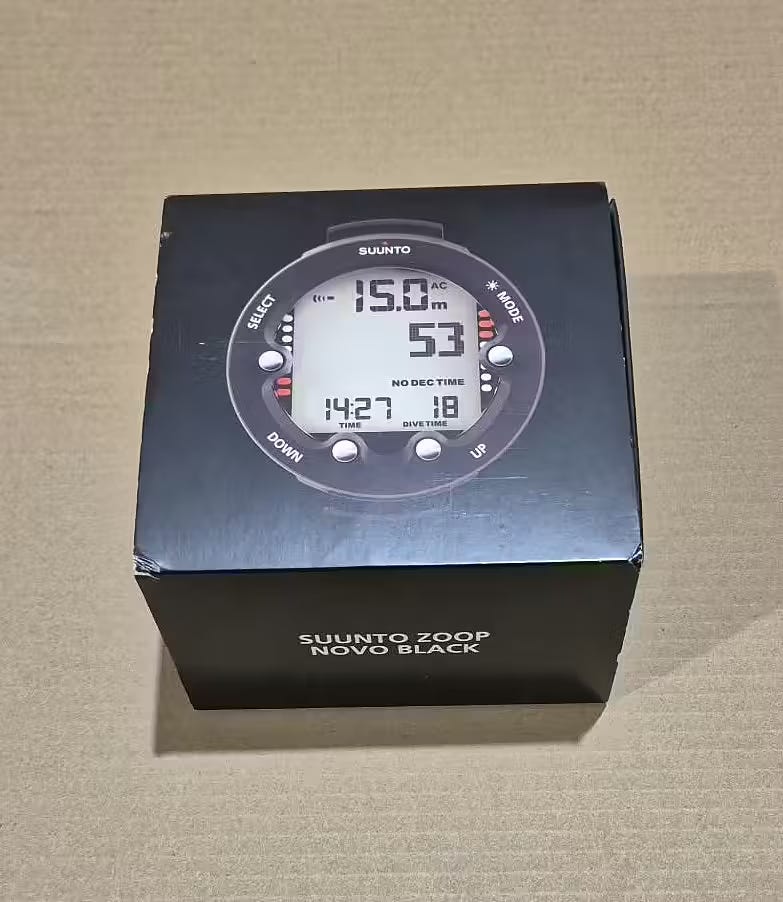 SUUNTO
SELECT
MODE
15.0 m AC
53
NO DEC TIME
14:27 18
TIME DIVE TIME
DOWN UP
SUUNTO ZOOP
NOVO BLACK